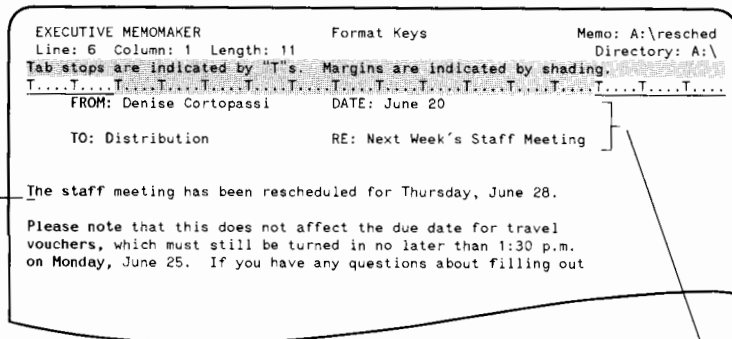 EXECUTIVE MEMOMAKER Format Keys Memo: A:\resched
Line: 6 Column: 1 Length: 11 Directory: A:\
Tab stops are indicated by "T"s. Margins are indicated by shading.
T....T....T....T....T....T....T....T....T....T....T....T....T....T....T....T....
FROM: Denise Cortopassi DATE: June 20
TO: Distribution RE: Next Week's Staff Meeting
The staff meeting has been rescheduled for Thursday, June 28.
Please note that this does not affect the due date for travel
vouchers, which must still be turned in no later than 1:30 p.m.
on Monday, June 25. If you have any questions about filling out